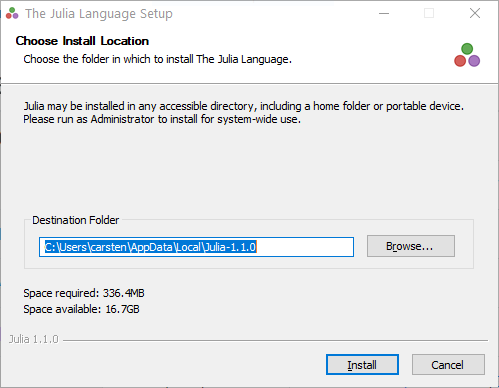 The Julia Language Setup
Choose Install Location
Choose the folder in which to install The Julia Language.
Julia may be installed in any accessible directory, including a home folder or portable device.
Please run as Administrator to install for system-wide use.
Destination Folder
C:\Users\carsten\AppData\Local\Julia-1.1.0
Browse...
Space required: 336.4MB
Space available: 16.7GB
Julia 1.1.0
Install
Cancel